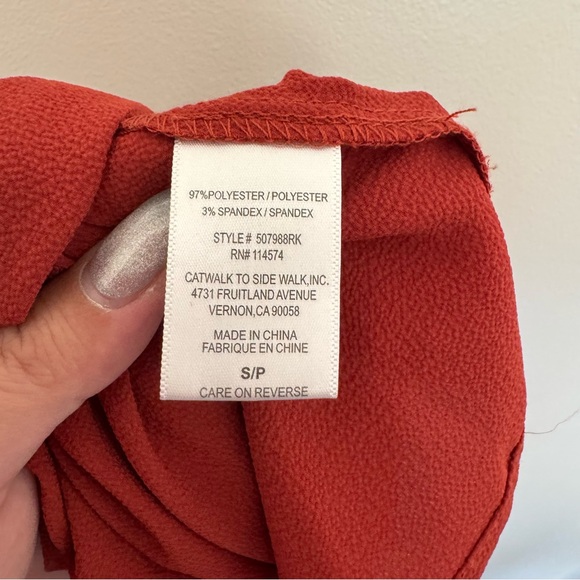 97%POLYESTER / POLYESTER
3% SPANDEX / SPANDEX
STYLE# 507988RK
RN# 114574
CATWALK TO SIDE WALK,INC.
4731 FRUITLAND AVENUE
VERNON,CA 90058
MADE IN CHINA
FABRIQUE EN CHINE
S/P
CARE ON REVERSE